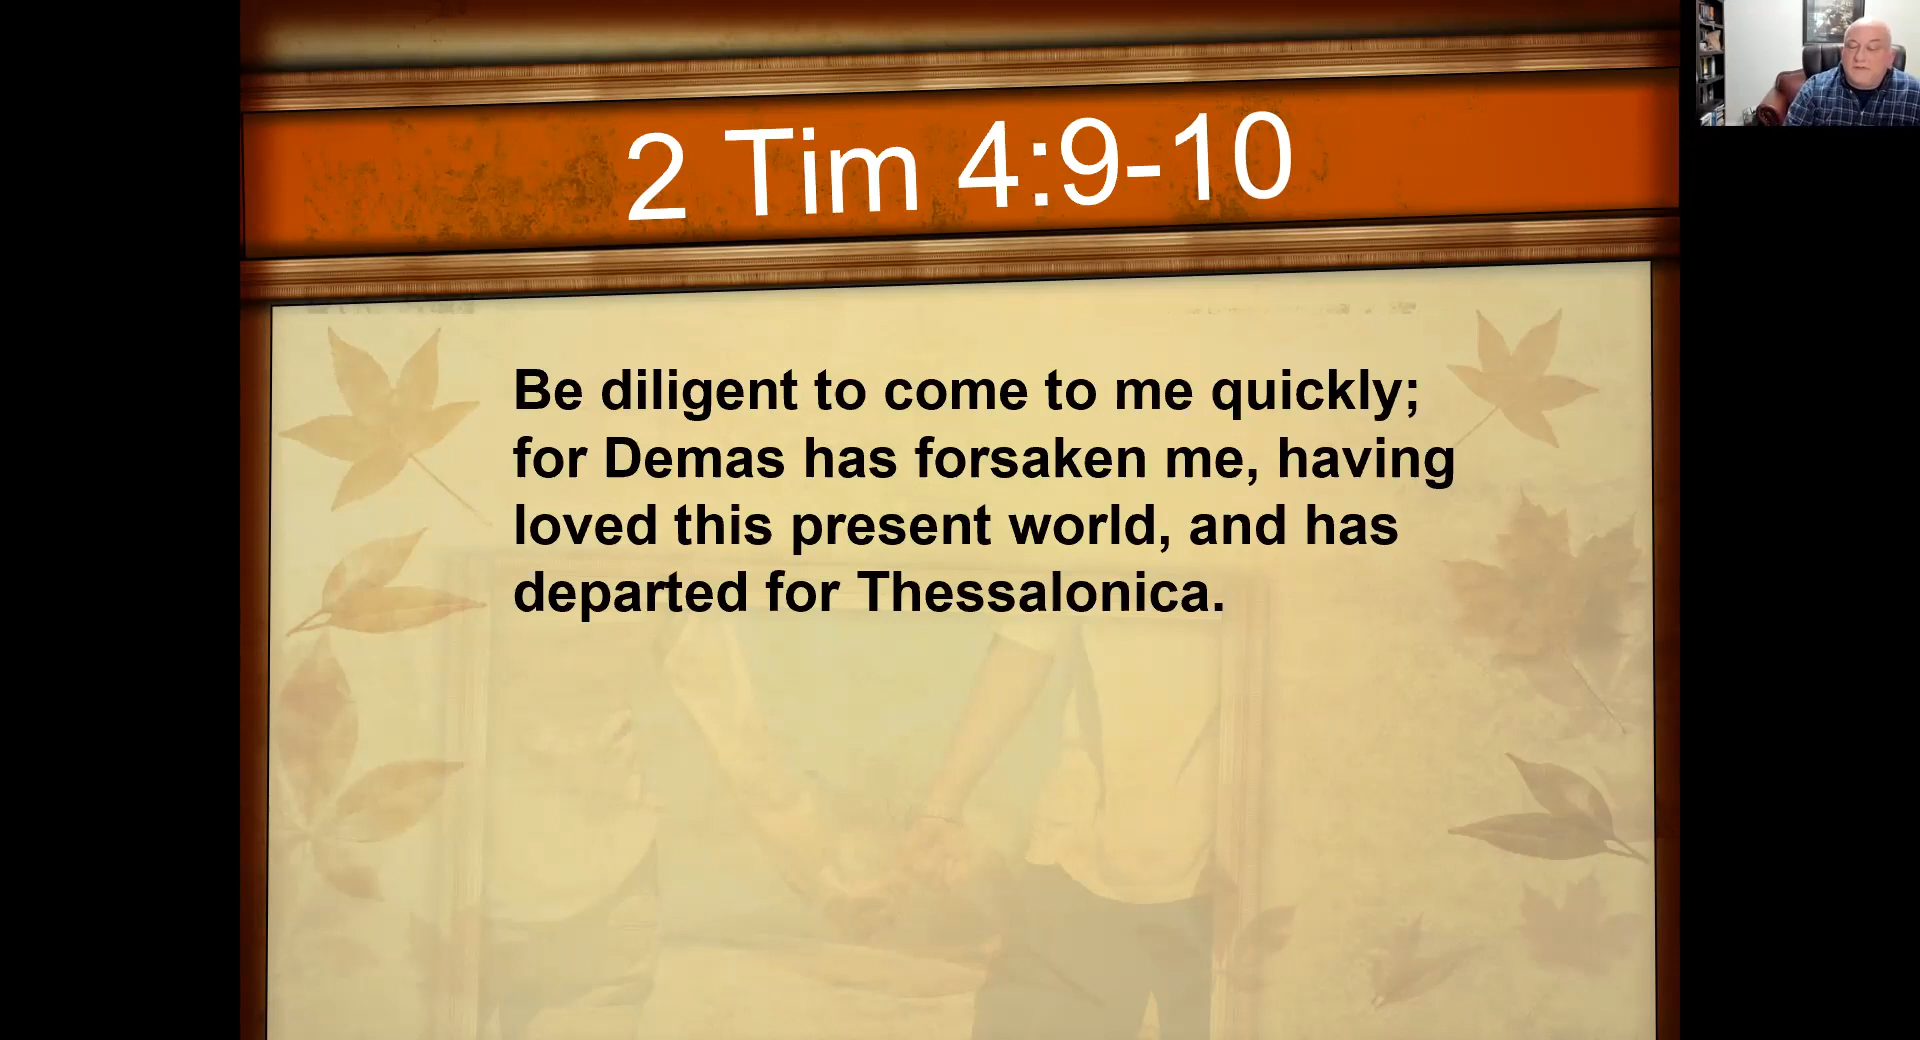 2 Tim 4:9-10
Be diligent to come to me quickly;
for Demas has forsaken me, having
loved this present world, and has
departed for Thessalonica.